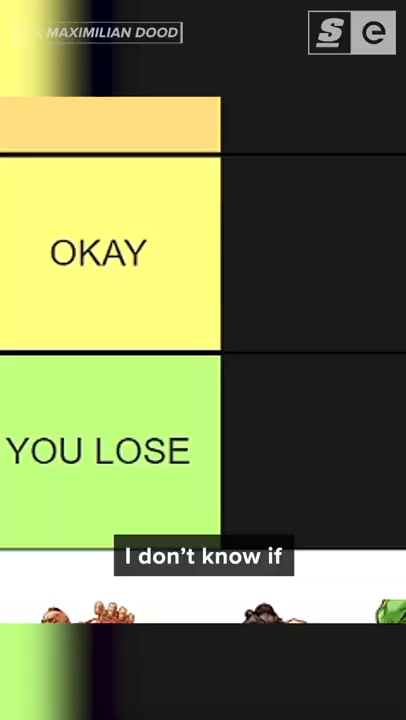 MAXIMILIAN DOOD
S e
OKAY
YOU LOSE
I don't know if